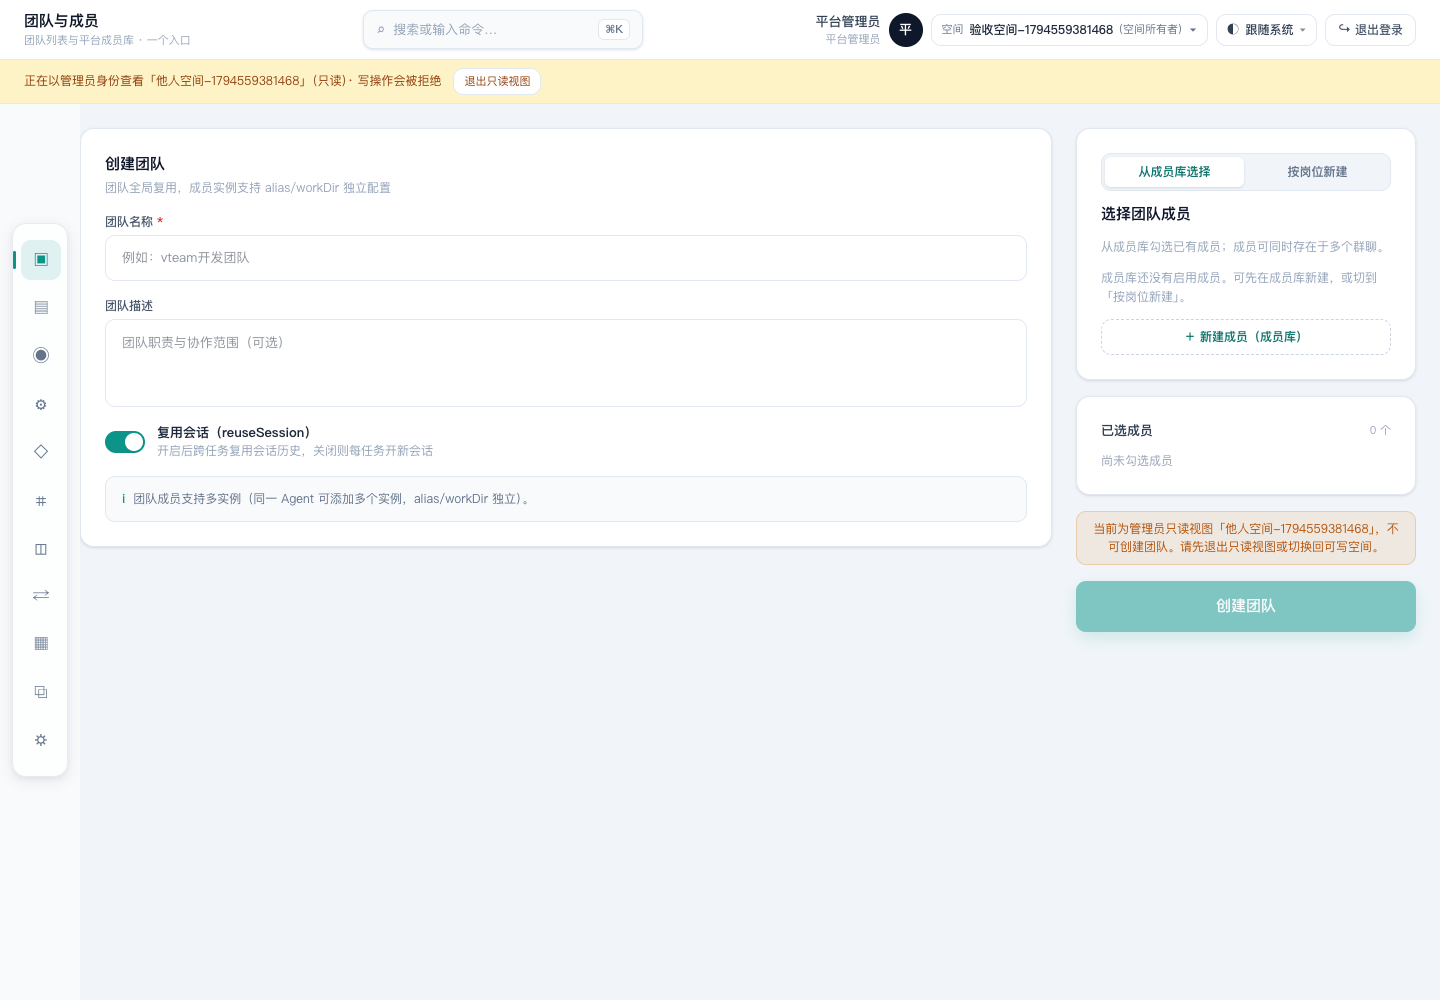 团队与成员
团队列表与平台成员库 · 一个入口
搜索或输入命令...
⌘K
平台管理员
平台管理员
平
空间 验收空间-1794559381468 (空间所有者)
跟随系统
退出登录
正在以管理员身份查看「他人空间-1794559381468」(只读) · 写操作会被拒绝
退出只读视图
创建团队
团队全局复用，成员实例支持 alias/workDir 独立配置
团队名称 *
例如：vteam开发团队
团队描述
团队职责与协作范围（可选）
复用会话（reuseSession）
开启后跨任务复用会话历史，关闭则每任务开新会话
i 团队成员支持多实例（同一 Agent 可添加多个实例，alias/workDir 独立）。
从成员库选择
按岗位新建
选择团队成员
从成员库勾选已有成员；成员可同时存在于多个群聊。
成员库还没有启用成员。可先在成员库新建，或切到
「按岗位新建」。
+ 新建成员（成员库）
已选成员
0 个
尚未勾选成员
当前为管理员只读视图「他人空间-1794559381468」，不
可创建团队。请先退出只读视图或切换回可写空间。
创建团队